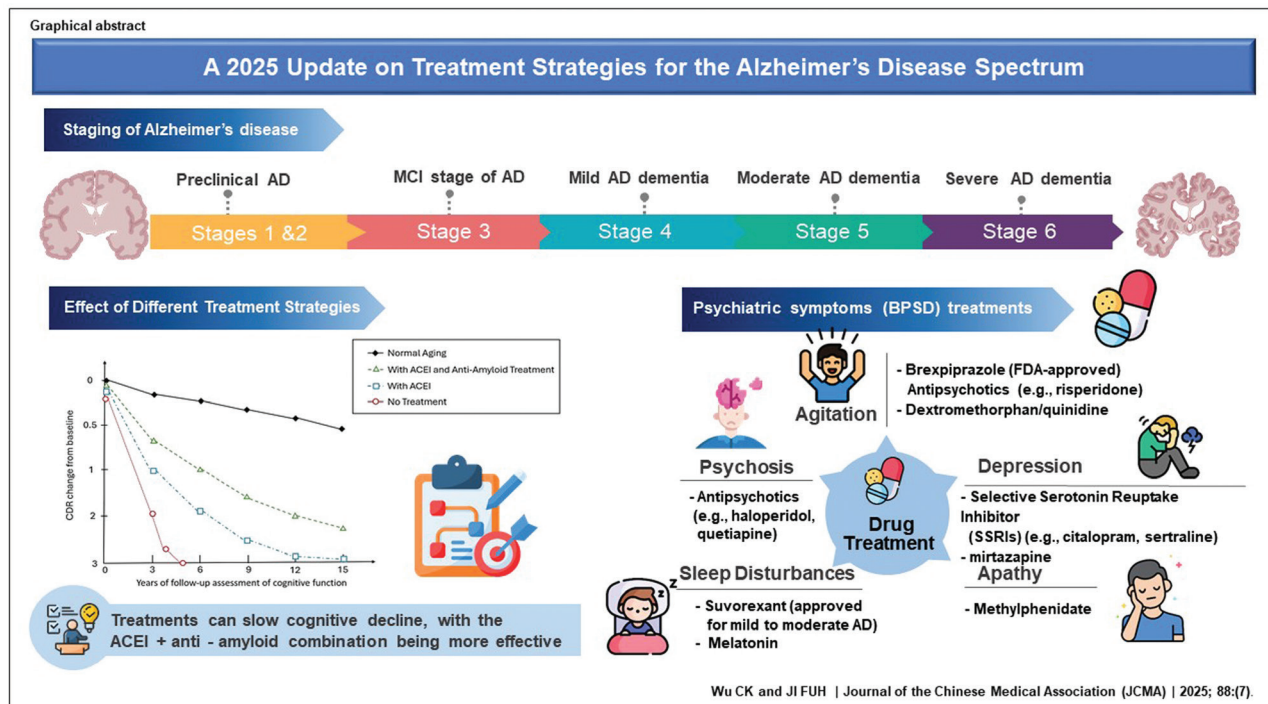 Graphical abstract
A 2025 Update on Treatment Strategies for the Alzheimer's Disease Spectrum
Staging of Alzheimer's disease
Preclinical AD
MCI stage of AD
Mild AD dementia
Moderate AD dementia
Severe AD dementia
Stages 1 &2
Stage 3
Stage 4
Stage 5
Stage 6
Effect of Different Treatment Strategies
Normal Aging
With ACEI and Anti-Amyloid Treatment
With ACEI
No Treatment
CDR change from baseline
0
0.5
1
2
3
0
3
6
9
12
15
Years of follow-up assessment of cognitive function
Treatments can slow cognitive decline, with the
ACEI + anti - amyloid combination being more effective
Psychiatric symptoms (BPSD) treatments
Agitation
- Brexpiprazole (FDA-approved)
Antipsychotics (e.g., risperidone)
- Dextromethorphan/quinidine
Psychosis
- Antipsychotics
(e.g., haloperidol,
quetiapine)
Drug
Treatment
Depression
- Selective Serotonin Reuptake
Inhibitor
(SSRIs) (e.g., citalopram, sertraline)
- mirtazapine
Sleep Disturbances
- Suvorexant (approved
for mild to moderate AD)
- Melatonin
z
z
Apathy
- Methylphenidate
Wu CK and JI FUH | Journal of the Chinese Medical Association (JCMA) | 2025; 88:(7).